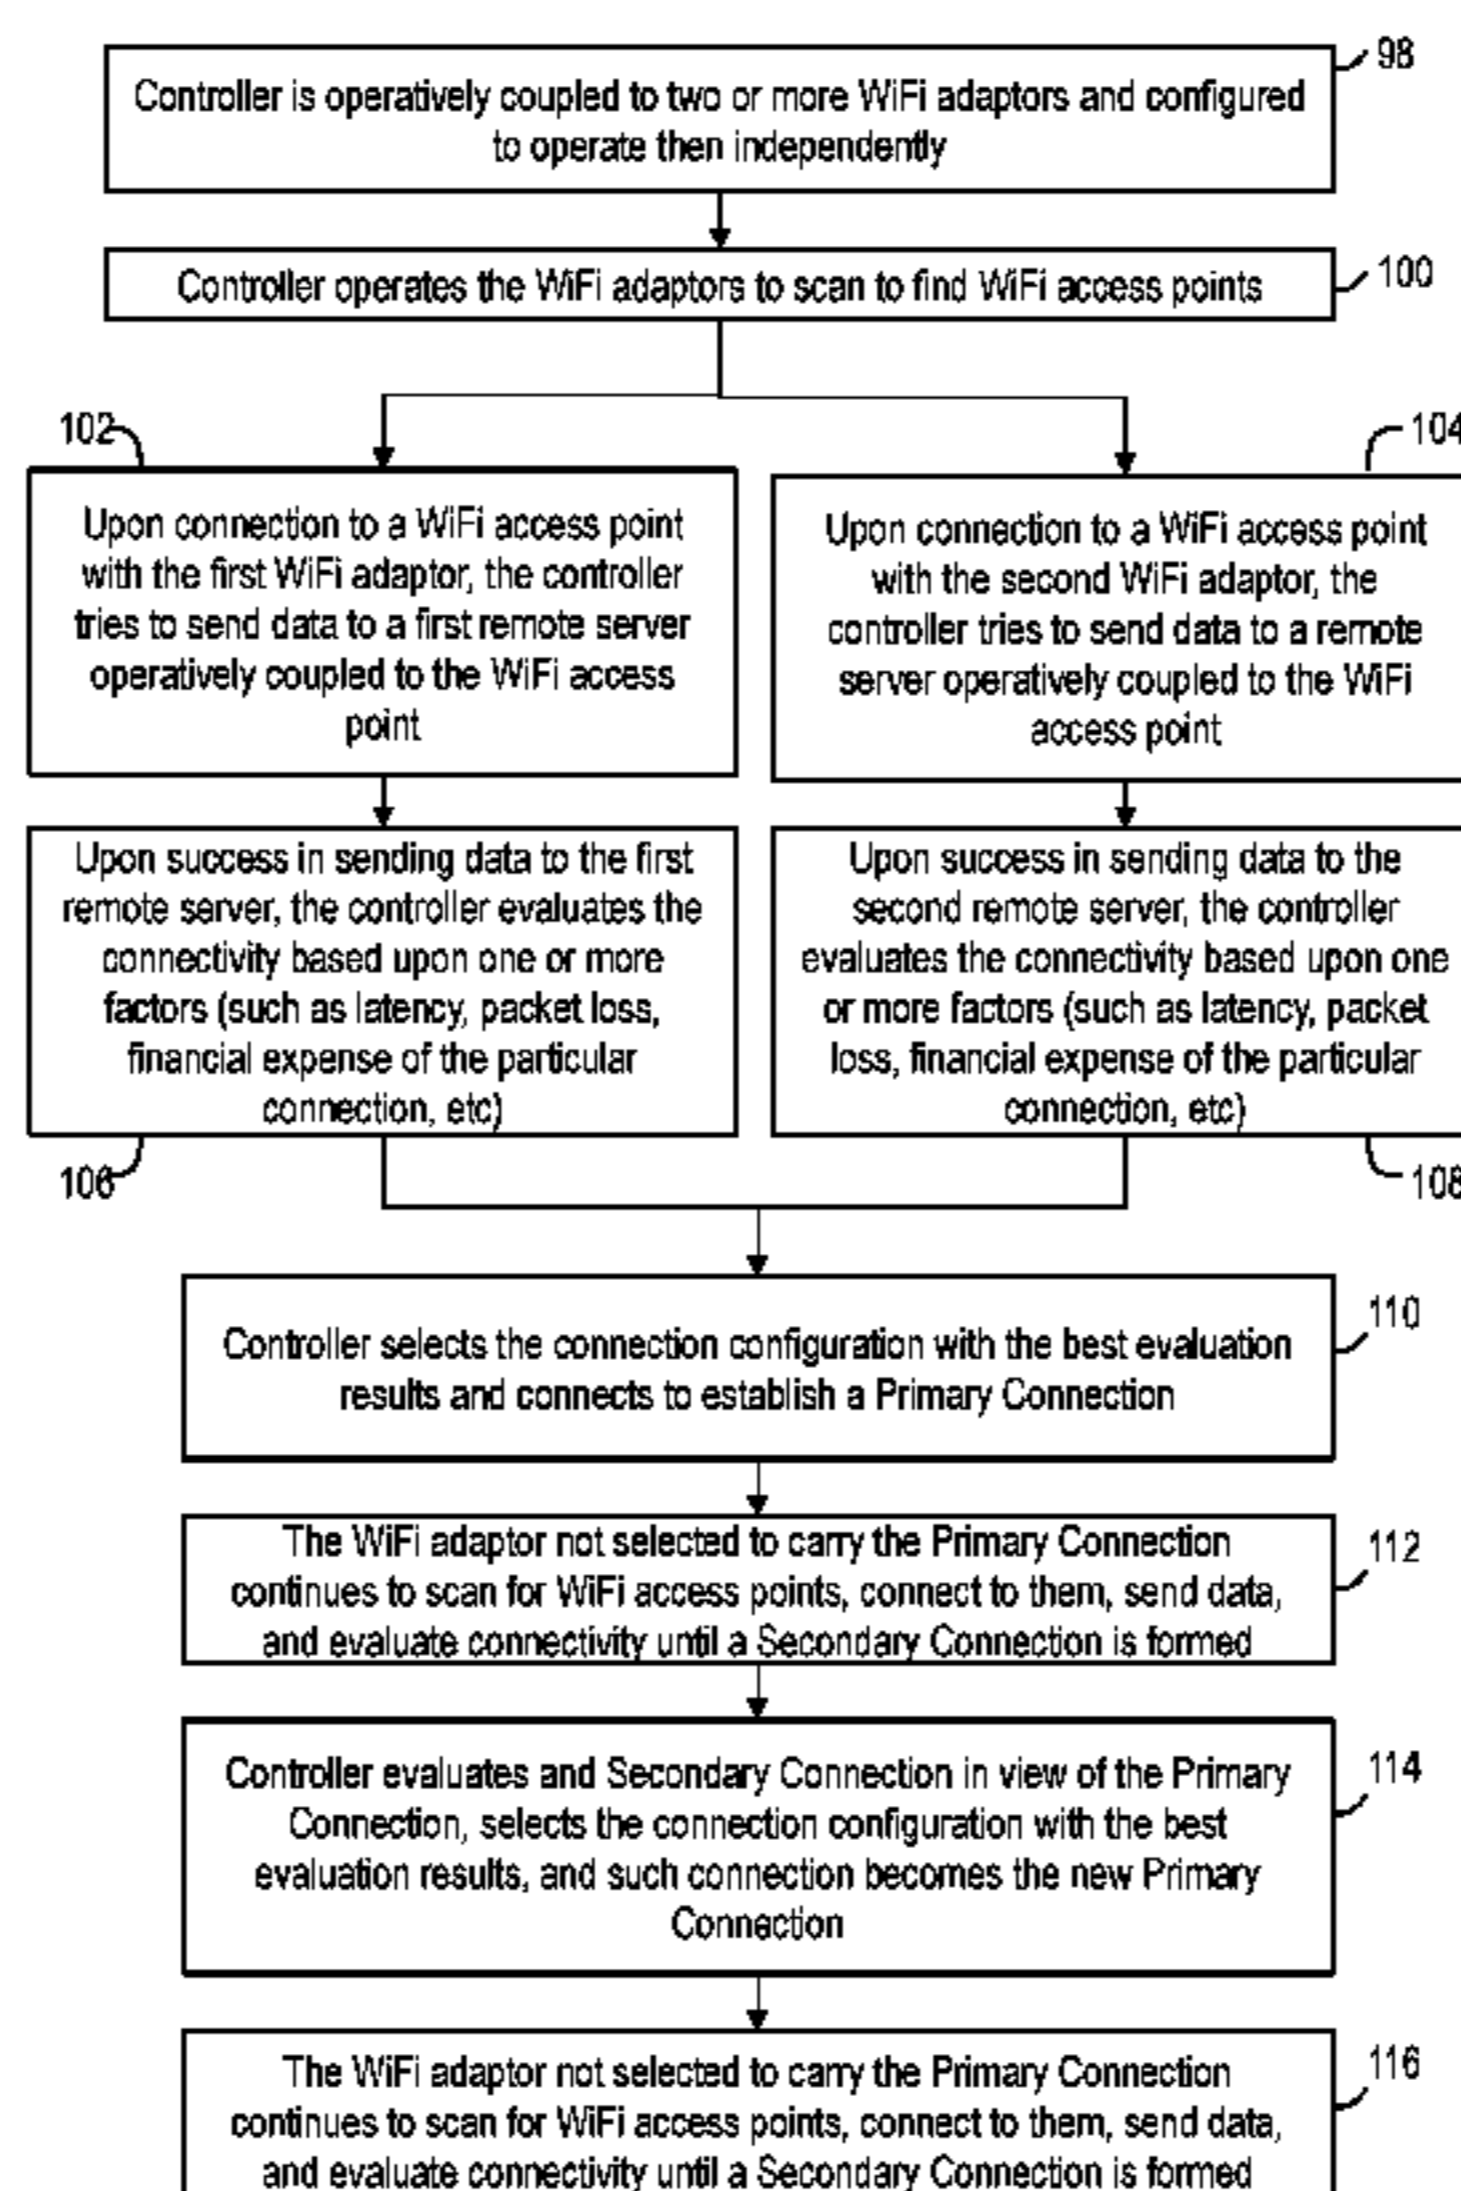 98
Controller is operatively coupled to two or more WiFi adaptors and configured
to operate then independently
Controller operates the WiFi adaptors to scan to find WiFi access points
100
102
104
Upon connection to a WiFi access point
with the first WiFi adaptor, the controller
tries to send data to a first remote server
operatively coupled to the WiFi access
point
Upon connection to a WiFi access point
with the second WiFi adaptor, the
controller tries to send data to a remote
server operatively coupled to the WiFi
access point
Upon success in sending data to the first
remote server, the controller evaluates the
connectivity based upon one or more
factors (such as latency, packet loss,
financial expense of the particular
connection, etc)
Upon success in sending data to the
second remote server, the controller
evaluates the connectivity based upon one
or more factors (such as latency, packet
loss, financial expense of the particular
connection, etc)
106
108
Controller selects the connection configuration with the best evaluation
results and connects to establish a Primary Connection
110
The WiFi adaptor not selected to carry the Primary Connection
continues to scan for WiFi access points, connect to them, send data,
and evaluate connectivity until a Secondary Connection is formed
112
Controller evaluates and Secondary Connection in view of the Primary
Connection, selects the connection configuration with the best
evaluation results, and such connection becomes the new Primary
Connection
114
The WiFi adaptor not selected to carry the Primary Connection
continues to scan for WiFi access points, connect to them, send data,
and evaluate connectivity until a Secondary Connection is formed
116